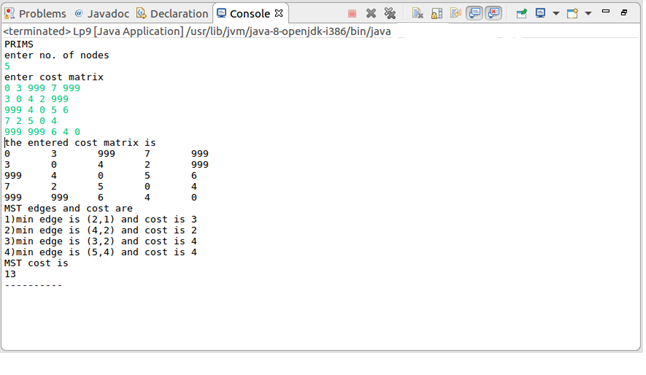 Problems @ Javadoc Declaration Console
<terminated> Lp9 [Java Application] /usr/lib/jvm/java-8-openjdk-i386/bin/java
PRIMS
enter no. of nodes
5
enter cost matrix
0 3 999 7 999
3 0 4 2 999
999 4 0 5 6
7 2 5 0 4
999 999 6 4 0
the entered cost matrix is
0 3 999 7 999
3 0 4 2 999
999 4 0 5 6
7 2 5 0 4
999 999 6 4 0
MST edges and cost are
1)min edge is (2,1) and cost is 3
2)min edge is (4,2) and cost is 2
3)min edge is (3,2) and cost is 4
4)min edge is (5,4) and cost is 4
MST cost is
13
----------